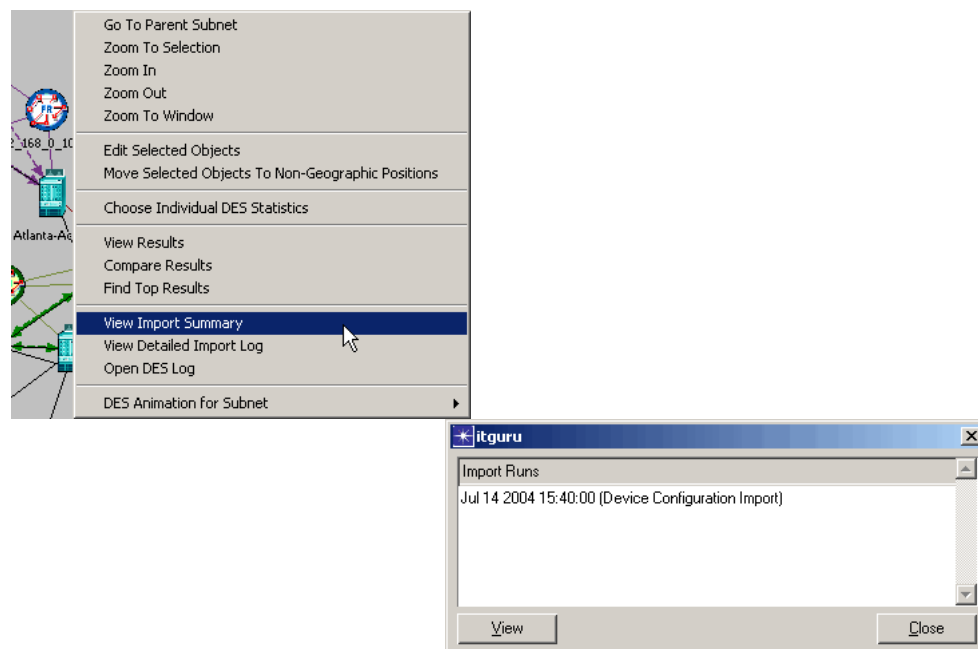 Go To Parent Subnet
Zoom To Selection
Zoom In
Zoom Out
Zoom To Window
FR
2_168_0_10
Edit Selected Objects
Move Selected Objects To Non-Geographic Positions
Choose Individual DES Statistics
Atlanta-Ac
View Results
Compare Results
Find Top Results
View Import Summary
View Detailed Import Log
Open DES Log
DES Animation for Subnet
itguru
Import Runs
Jul 14 2004 15:40:00 (Device Configuration Import)
View
Close